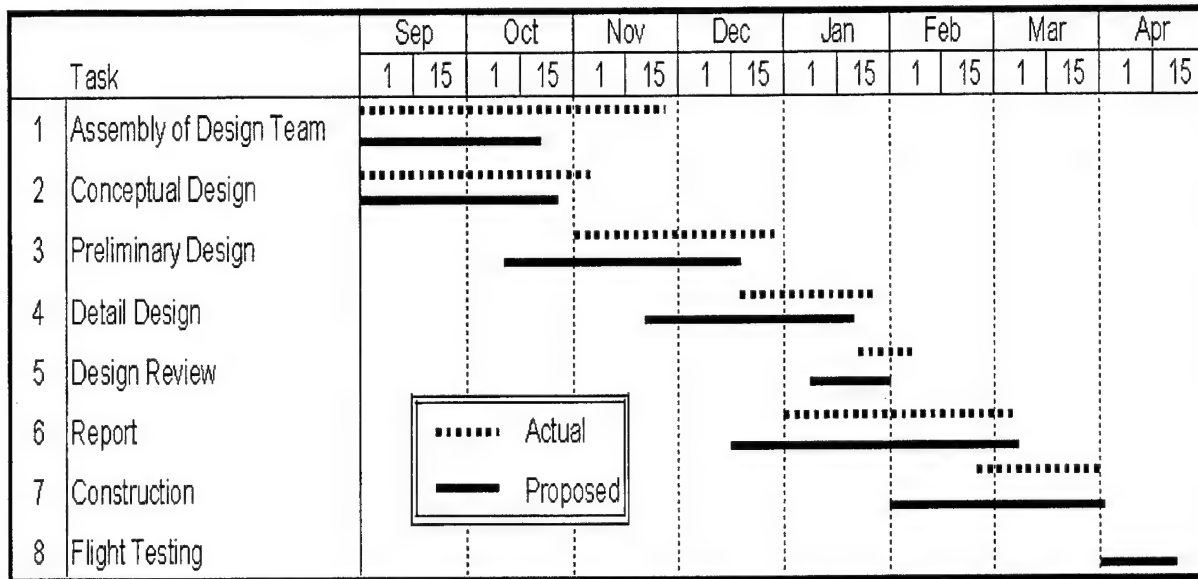 Sep Oct Nov Dec Jan Feb Mar Apr
Task 1 15 1 15 1 15 1 15 1 15 1 15 1 15 1 15
1 Assembly of Design Team
2 Conceptual Design
3 Preliminary Design
4 Detail Design
5 Design Review
6 Report
7 Construction
8 Flight Testing
Actual
Proposed